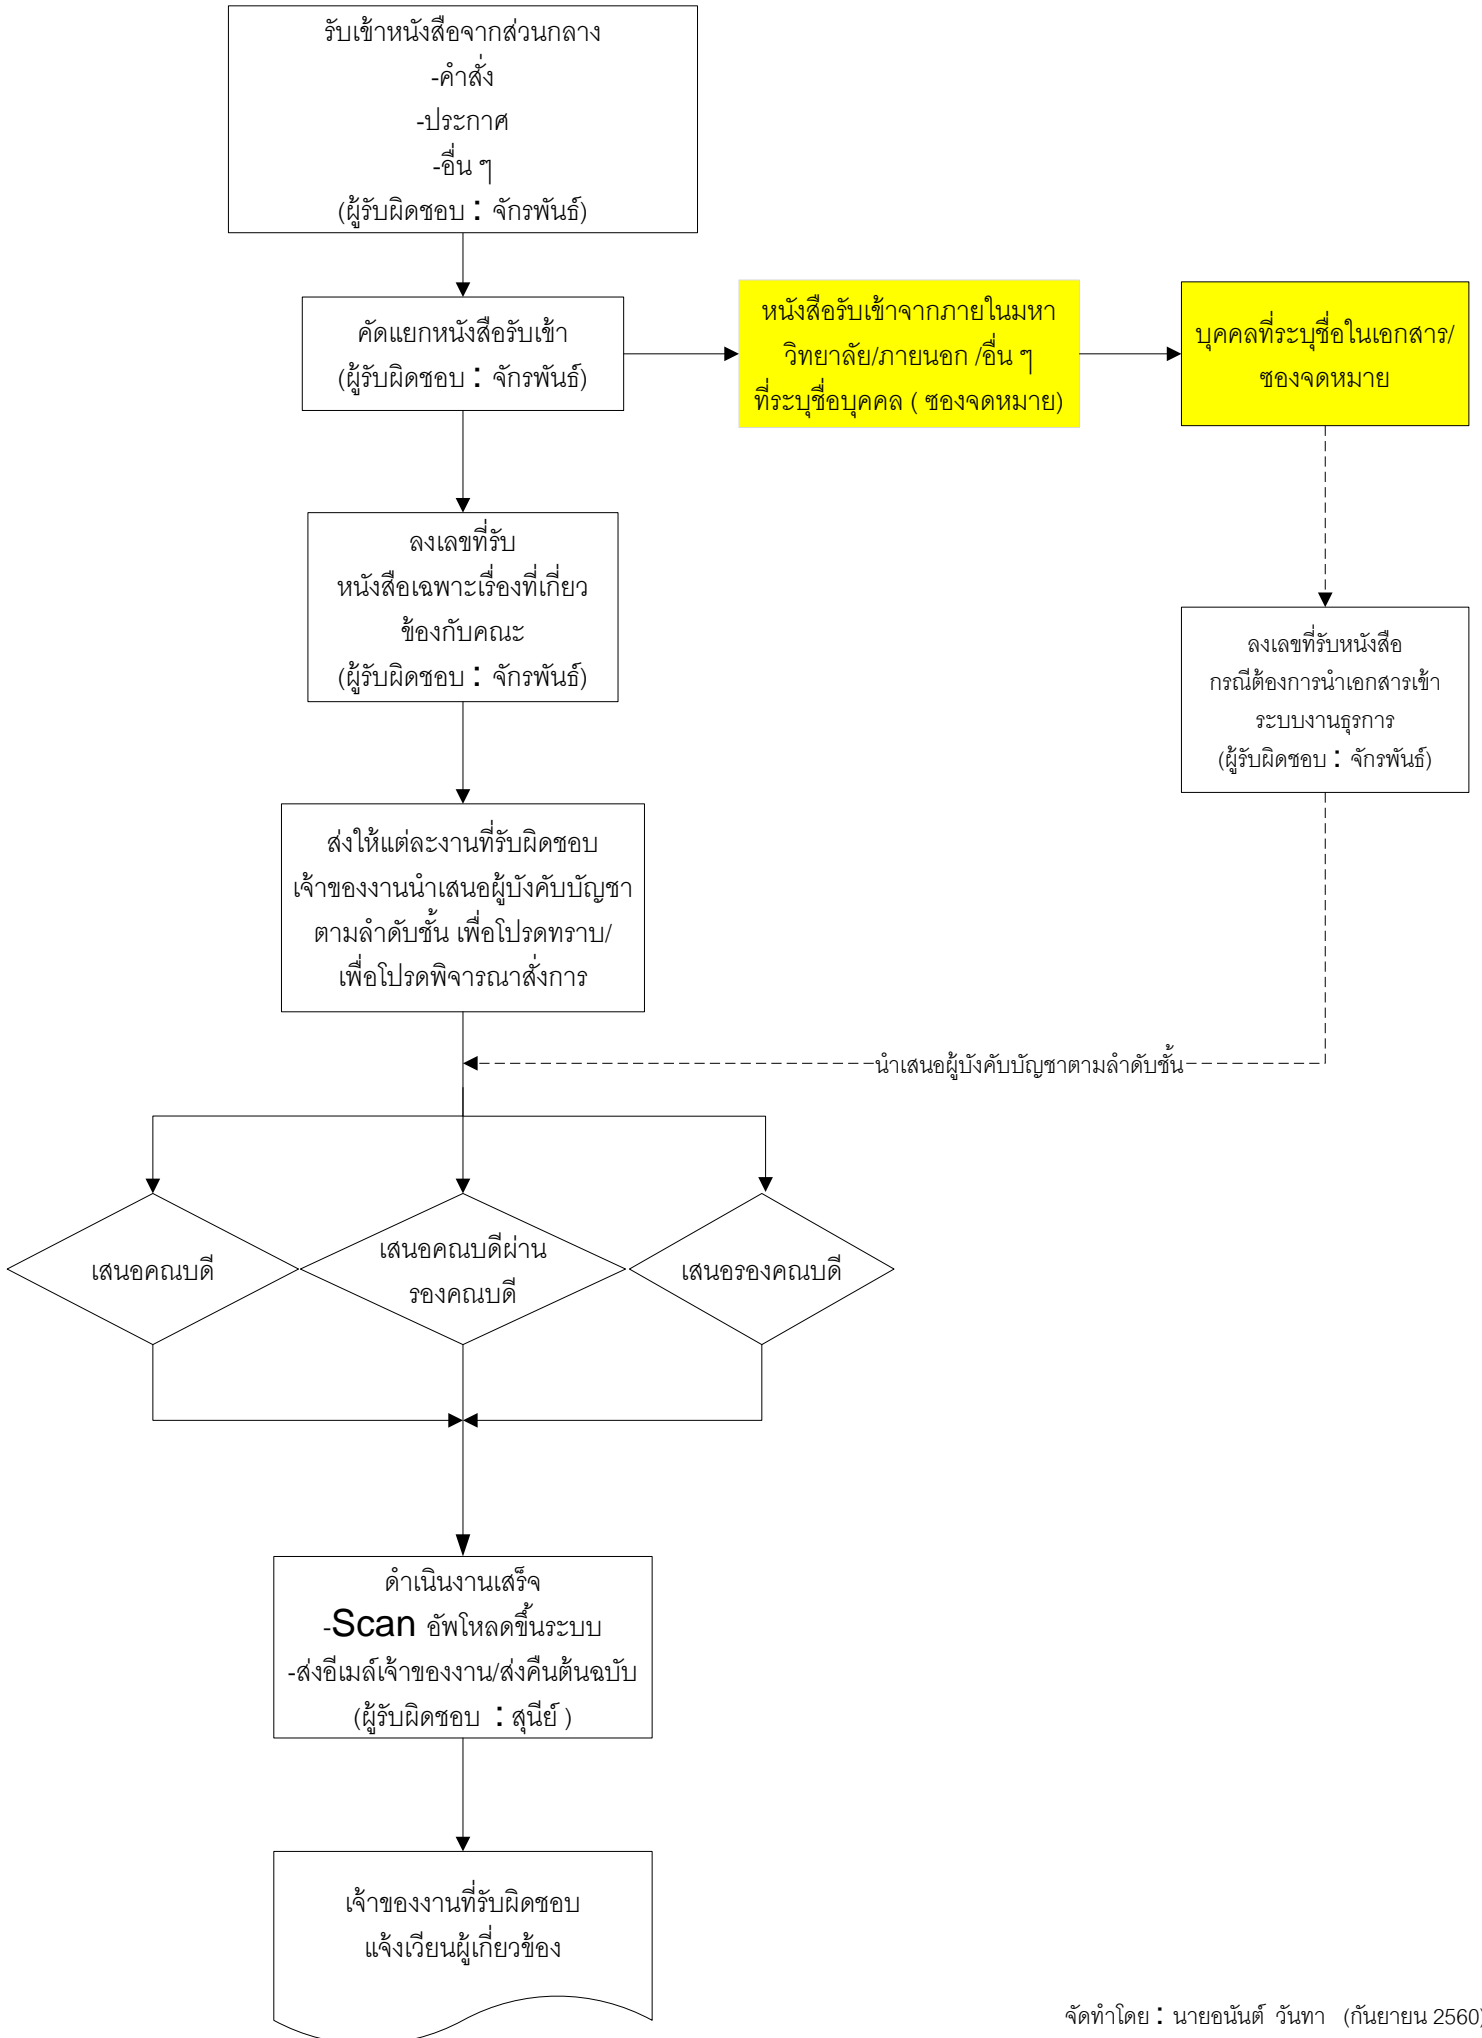 รับเข้าหนังสือจากส่วนกลาง
-คำสั่ง
-ประกาศ
-อื่น ๆ
(ผู้รับผิดชอบ : จักรพันธ์)
คัดแยกหนังสือรับเข้า
(ผู้รับผิดชอบ : จักรพันธ์)
หนังสือรับเข้าจากภายในมหา
วิทยาลัย/ภายนอก /อื่น ๆ
ที่ระบุชื่อบุคคล ( ซองจดหมาย)
บุคคลที่ระบุชื่อในเอกสาร/
ซองจดหมาย
ลงเลขที่รับ
หนังสือเฉพาะเรื่องที่เกี่ยว
ข้องกับคณะ
(ผู้รับผิดชอบ : จักรพันธ์)
ลงเลขที่รับหนังสือ
กรณีต้องการนำเอกสารเข้า
ระบบงานธุรการ
(ผู้รับผิดชอบ : จักรพันธ์)
ส่งให้แต่ละงานที่รับผิดชอบ
เจ้าของงานนำเสนอผู้บังคับบัญชา
ตามลำดับชั้น เพื่อโปรดทราบ/
เพื่อโปรดพิจารณาสั่งการ
นำเสนอผู้บังคับบัญชาตามลำดับชั้น
เสนอคณบดี
เสนอคณบดีผ่าน
รองคณบดี
เสนอรองคณบดี
ดำเนินงานเสร็จ
-Scan อัพโหลดขึ้นระบบ
-ส่งอีเมล์เจ้าของงาน/ส่งคืนต้นฉบับ
(ผู้รับผิดชอบ : สุนีย์ )
เจ้าของงานที่รับผิดชอบ
แจ้งเวียนผู้เกี่ยวข้อง
จัดทำโดย : นายอนันต์ วันทา (กันยายน 2560)